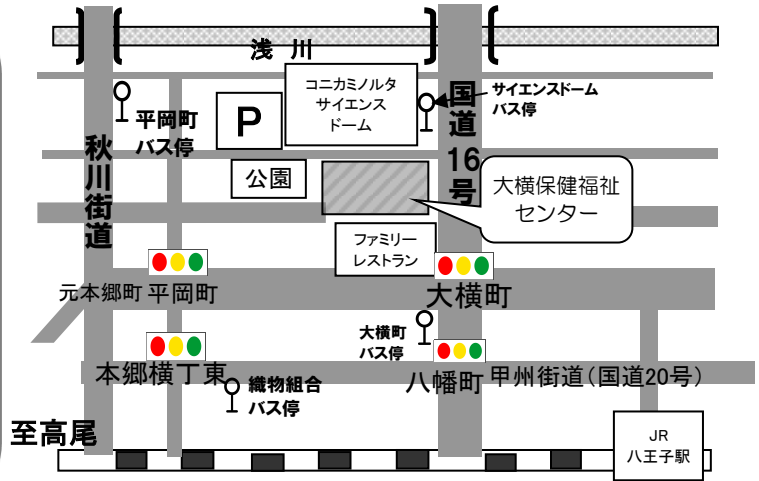 浅 川
コニカミノルタ
サイエンス
ドーム
サイエンスドーム
バス停
P
平岡町
バス停
国道16号
秋川街道
公園
大横保健福祉
センター
ファミリー
レストラン
元本郷町
平岡町
大横町
大横町
バス停
本郷横丁東
織物組合
バス停
八幡町
甲州街道(国道20号)
至高尾
JR
八王子駅